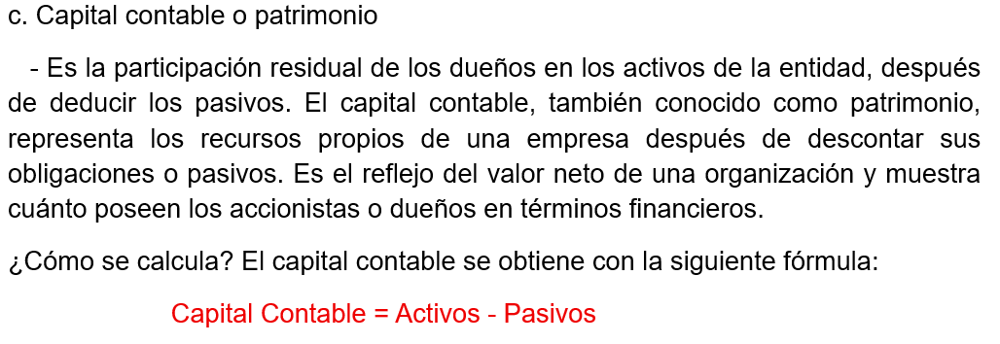 c. Capital contable o patrimonio
- Es la participación residual de los dueños en los activos de la entidad, después
de deducir los pasivos. El capital contable, también conocido como patrimonio,
representa los recursos propios de una empresa después de descontar sus
obligaciones o pasivos. Es el reflejo del valor neto de una organización y muestra
cuánto poseen los accionistas o dueños en términos financieros.
¿Cómo se calcula? El capital contable se obtiene con la siguiente fórmula:
Capital Contable = Activos - Pasivos